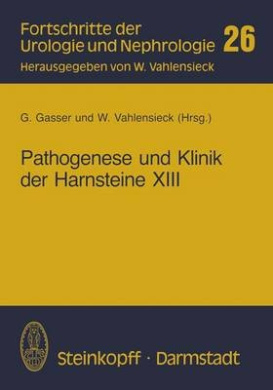 Fortschritte der
Urologie und Nephrologie
26
Herausgegeben von W. Vahlensieck
G. Gasser und W. Vahlensieck (Hrsg.)
Pathogenese und Klinik
der Harnsteine XIII
Steinkopff · Darmstadt